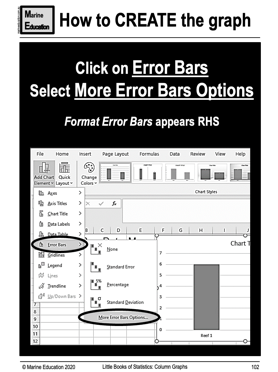 Marine
Education
How to CREATE the graph
Click on Error Bars
Select More Error Bars Options
Format Error Bars appears RHS
File Home Insert Page Layout Formulas Data Review View Help
Add Chart Element Quick Layout Change Colors
Chart Styles
Axes
Axis Titles
Chart Title
Data Labels
Data Table
Error Bars
Gridlines
Legend
Lines
Trendline
Up/Down Bars
None
Standard Error
Percentage
Standard Deviation
More Error Bars Options...
B C D E F G H I J
Chart T
7
6
5
4
3
2
1
0
Reef 1
7
8
9
10
11
12
© Marine Education 2020 Little Books of Statistics: Column Graphs 102